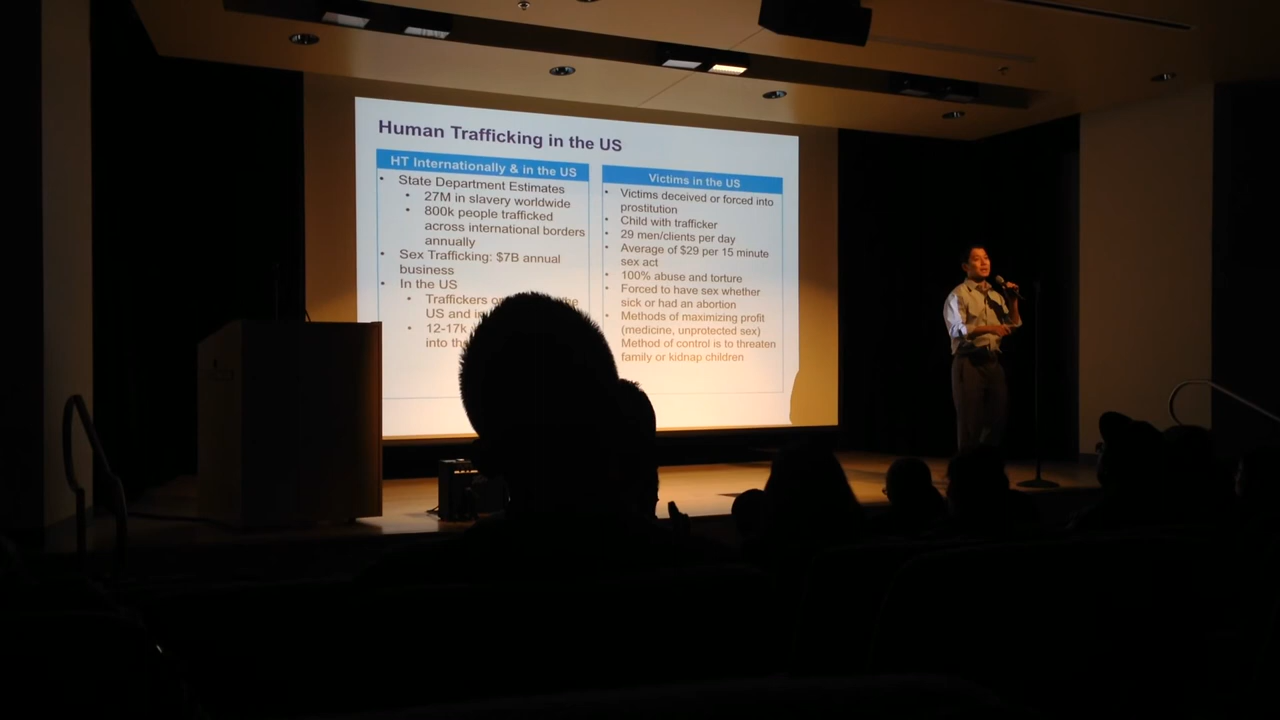 Human Trafficking in the US
HT Internationally & in the US
• State Department Estimates
• 27M in slavery worldwide
• 800k people trafficked
across international borders
annually
• Sex Trafficking: $7B annual
business
• In the US
• Traffickers
US and
• 12-17k
into
Victims in the US
• Victims deceived or forced into
prostitution
• Child with trafficker
• 29 men/clients per day
• Average of $29 per 15 minute
sex act
• 100% abuse and torture
• Forced to have sex whether
sick or had an abortion
• Methods of maximizing profit
(medicine, unprotected sex)
Method of control is to threaten
family or kidnap children